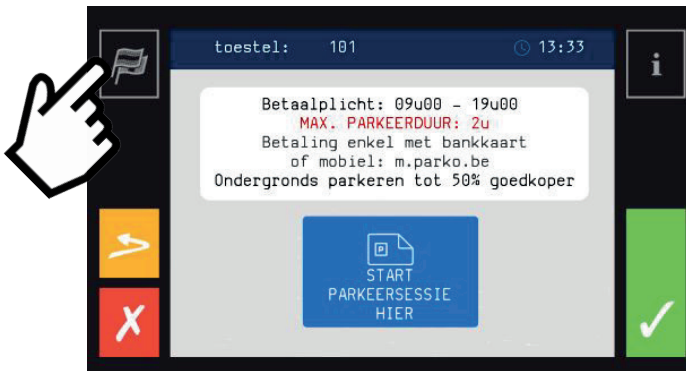 toestel: 101 13:33
i
Betaalplicht: 09u00 - 19u00
MAX. PARKEERDUUR: 2u
Betaling enkel met bankkaart
of mobiel: m.parko.be
Ondergronds parkeren tot 50% goedkoper
P
START
PARKEERSESSIE
HIER